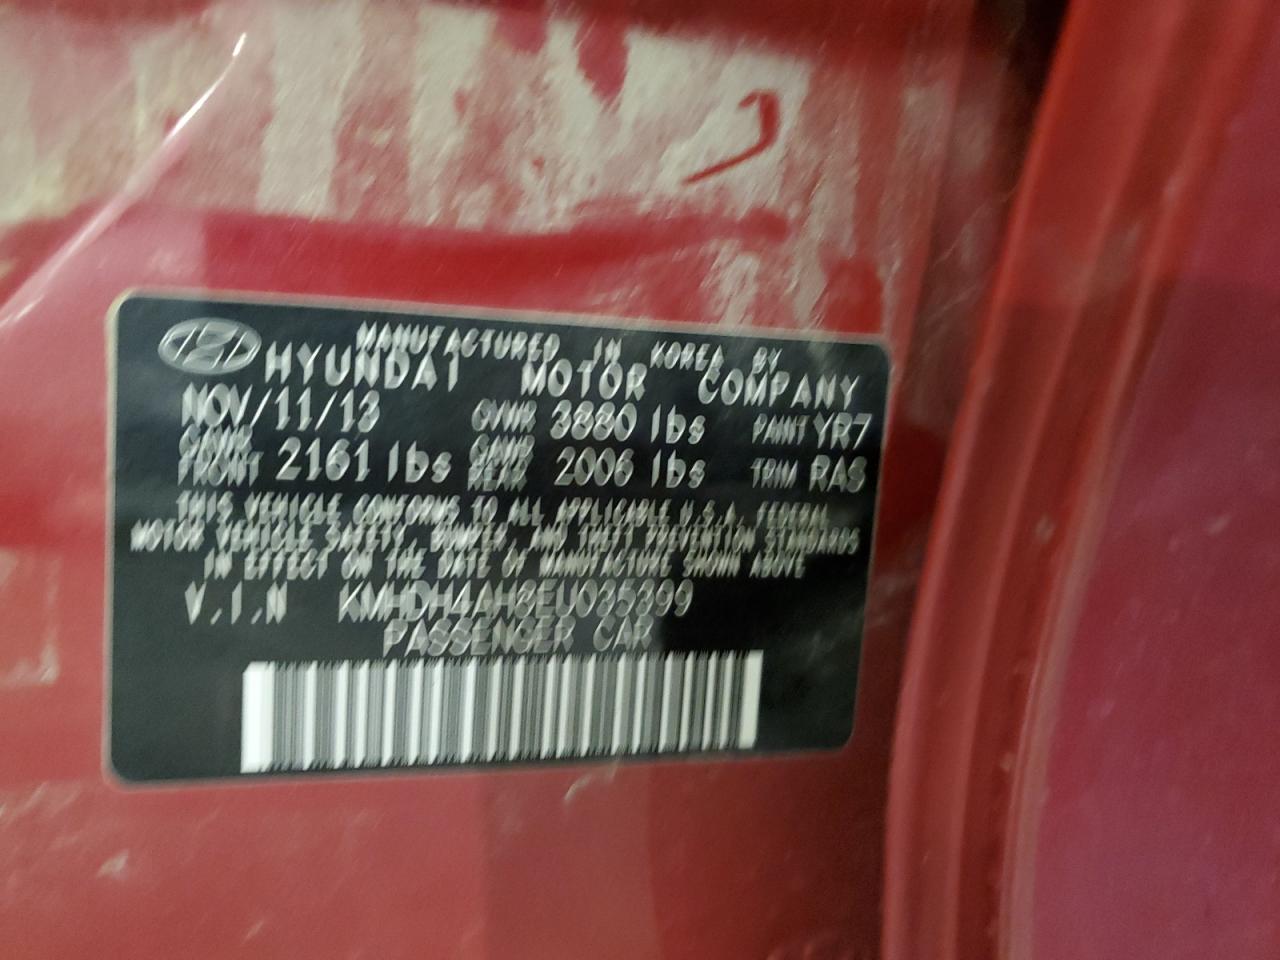 MANUFACTURED IN KOREA BY
HYUNDAI MOTOR COMPANY
NOV/11/13 GVWR 3880 lbs PAINT YR7
GAWR FRONT 2161 lbs GAWR REAR 2006 lbs TRIM RAS
THIS VEHICLE CONFORMS TO ALL APPLICABLE U.S.A. FEDERAL
MOTOR VEHICLE SAFETY, BUMPER, AND THEFT PREVENTION STANDARDS
IN EFFECT ON THE DATE OF MANUFACTURE SHOWN ABOVE
V.I.N KMHDH4AH8EU035399
PASSENGER CAR